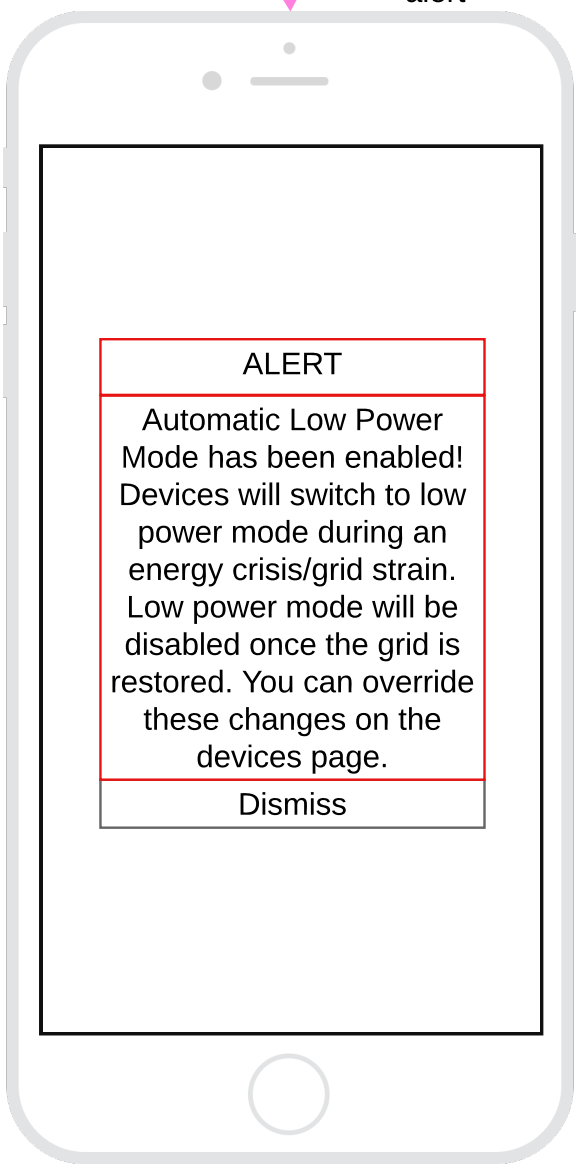 alert
ALERT
Automatic Low Power
Mode has been enabled!
Devices will switch to low
power mode during an
energy crisis/grid strain.
Low power mode will be
disabled once the grid is
restored. You can override
these changes on the
devices page.
Dismiss